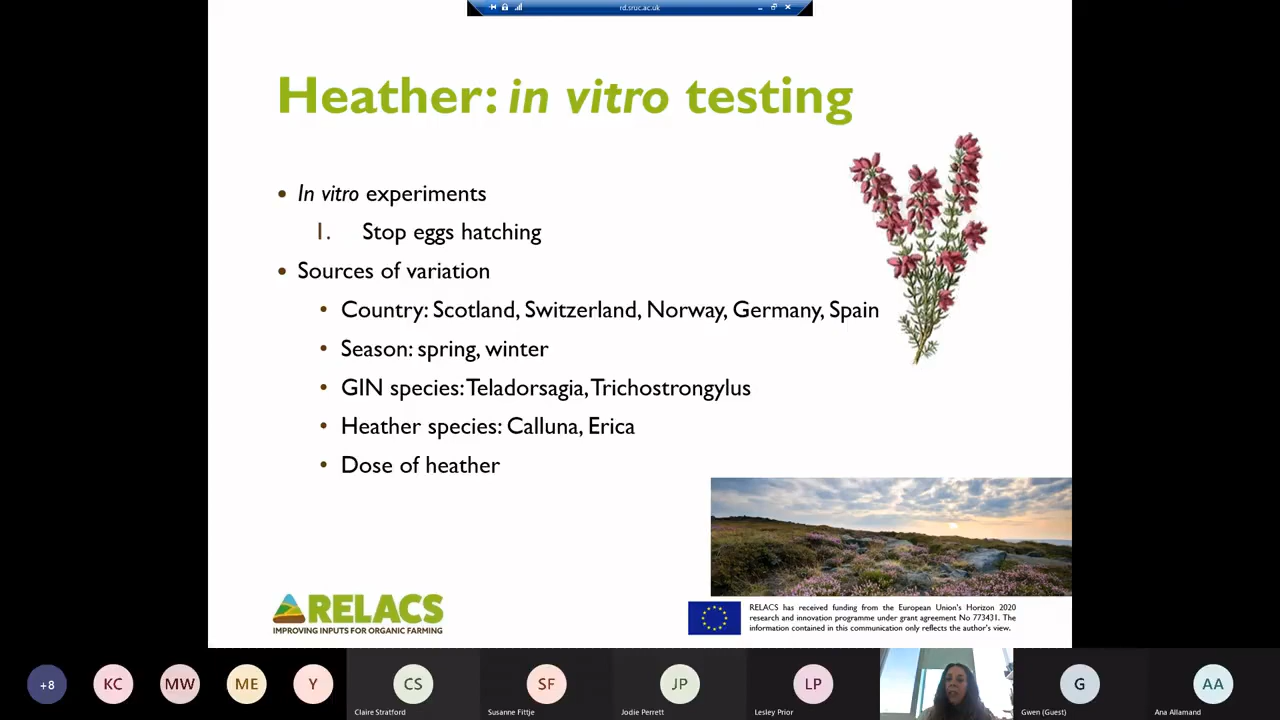 rd.sruc.ac.uk
Heather: in vitro testing
• In vitro experiments
1. Stop eggs hatching
• Sources of variation
• Country: Scotland, Switzerland, Norway, Germany, Spain
• Season: spring, winter
• GIN species: Teladorsagia, Trichostrongylus
• Heather species: Calluna, Erica
• Dose of heather
RELACS
IMPROVING INPUTS FOR ORGANIC FARMING
RELACS has received funding from the European Union's Horizon 2020
research and innovation programme under grant agreement No 773431. The
information contained in this communication only reflects the author's view.
+8
KC
MW
ME
Y
CS
SF
JP
LP
G
AA
Claire Stratford
Susanne Fittje
Jodie Perrett
Lesley Prior
Gwen (Guest)
Ana Allamand